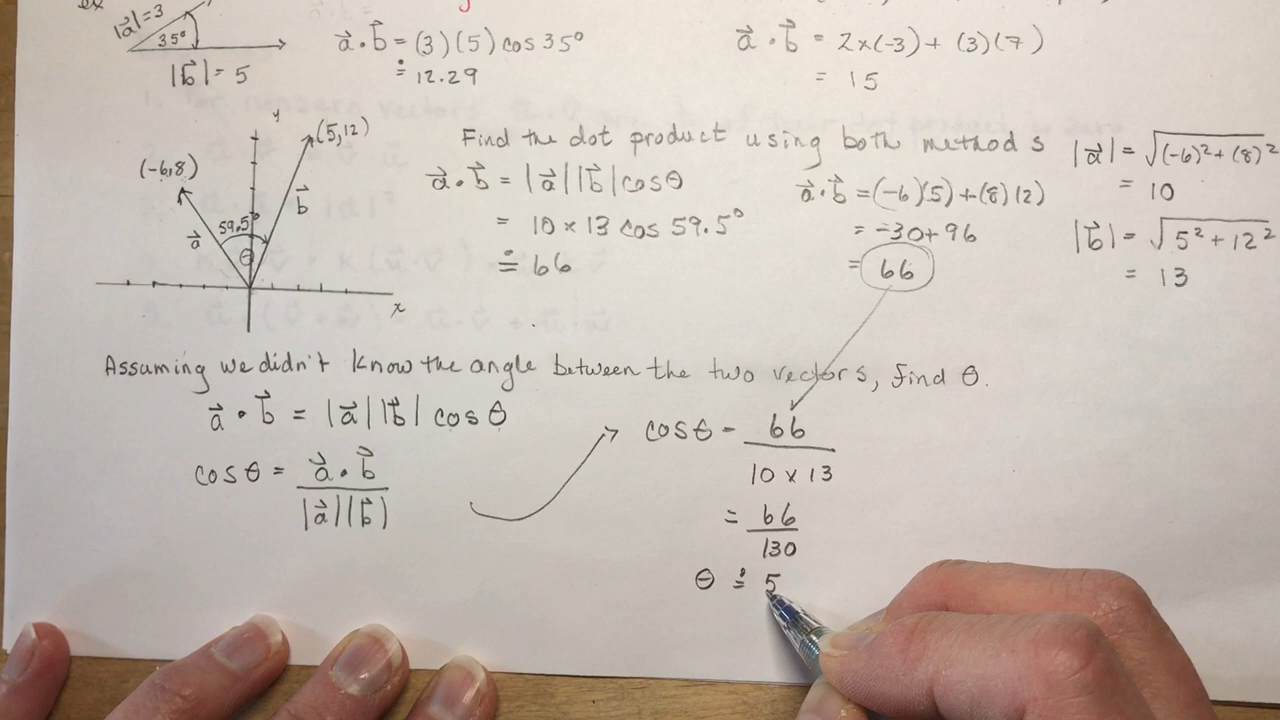 ex
|a⃗|=3
35°
|b⃗| = 5
a⃗ · b⃗ = (3)(5) cos 35°
≐ 12.29
a⃗ · b⃗ = 2x(-3) + (3)(7)
= 15
y
(5,12)
(-6,8)
b⃗
59.5°
a⃗
θ
x
Find the dot product using both methods
a⃗ · b⃗ = |a⃗||b⃗|cosθ
= 10 x 13 cos 59.5°
≐ 66
a⃗ · b⃗ = (-6)(5) + (8)(12)
= -30+96
= 66
|a⃗| = √(-6)² + (8)²
= 10
|b⃗| = √5² + 12²
= 13
Assuming we didn't know the angle between the two vectors, find θ.
a⃗ · b⃗ = |a⃗||b⃗| cos θ
cos θ = a⃗ · b⃗
|a⃗||b⃗|
cos θ = 66
10 x 13
= 66
130
θ ≐ 5